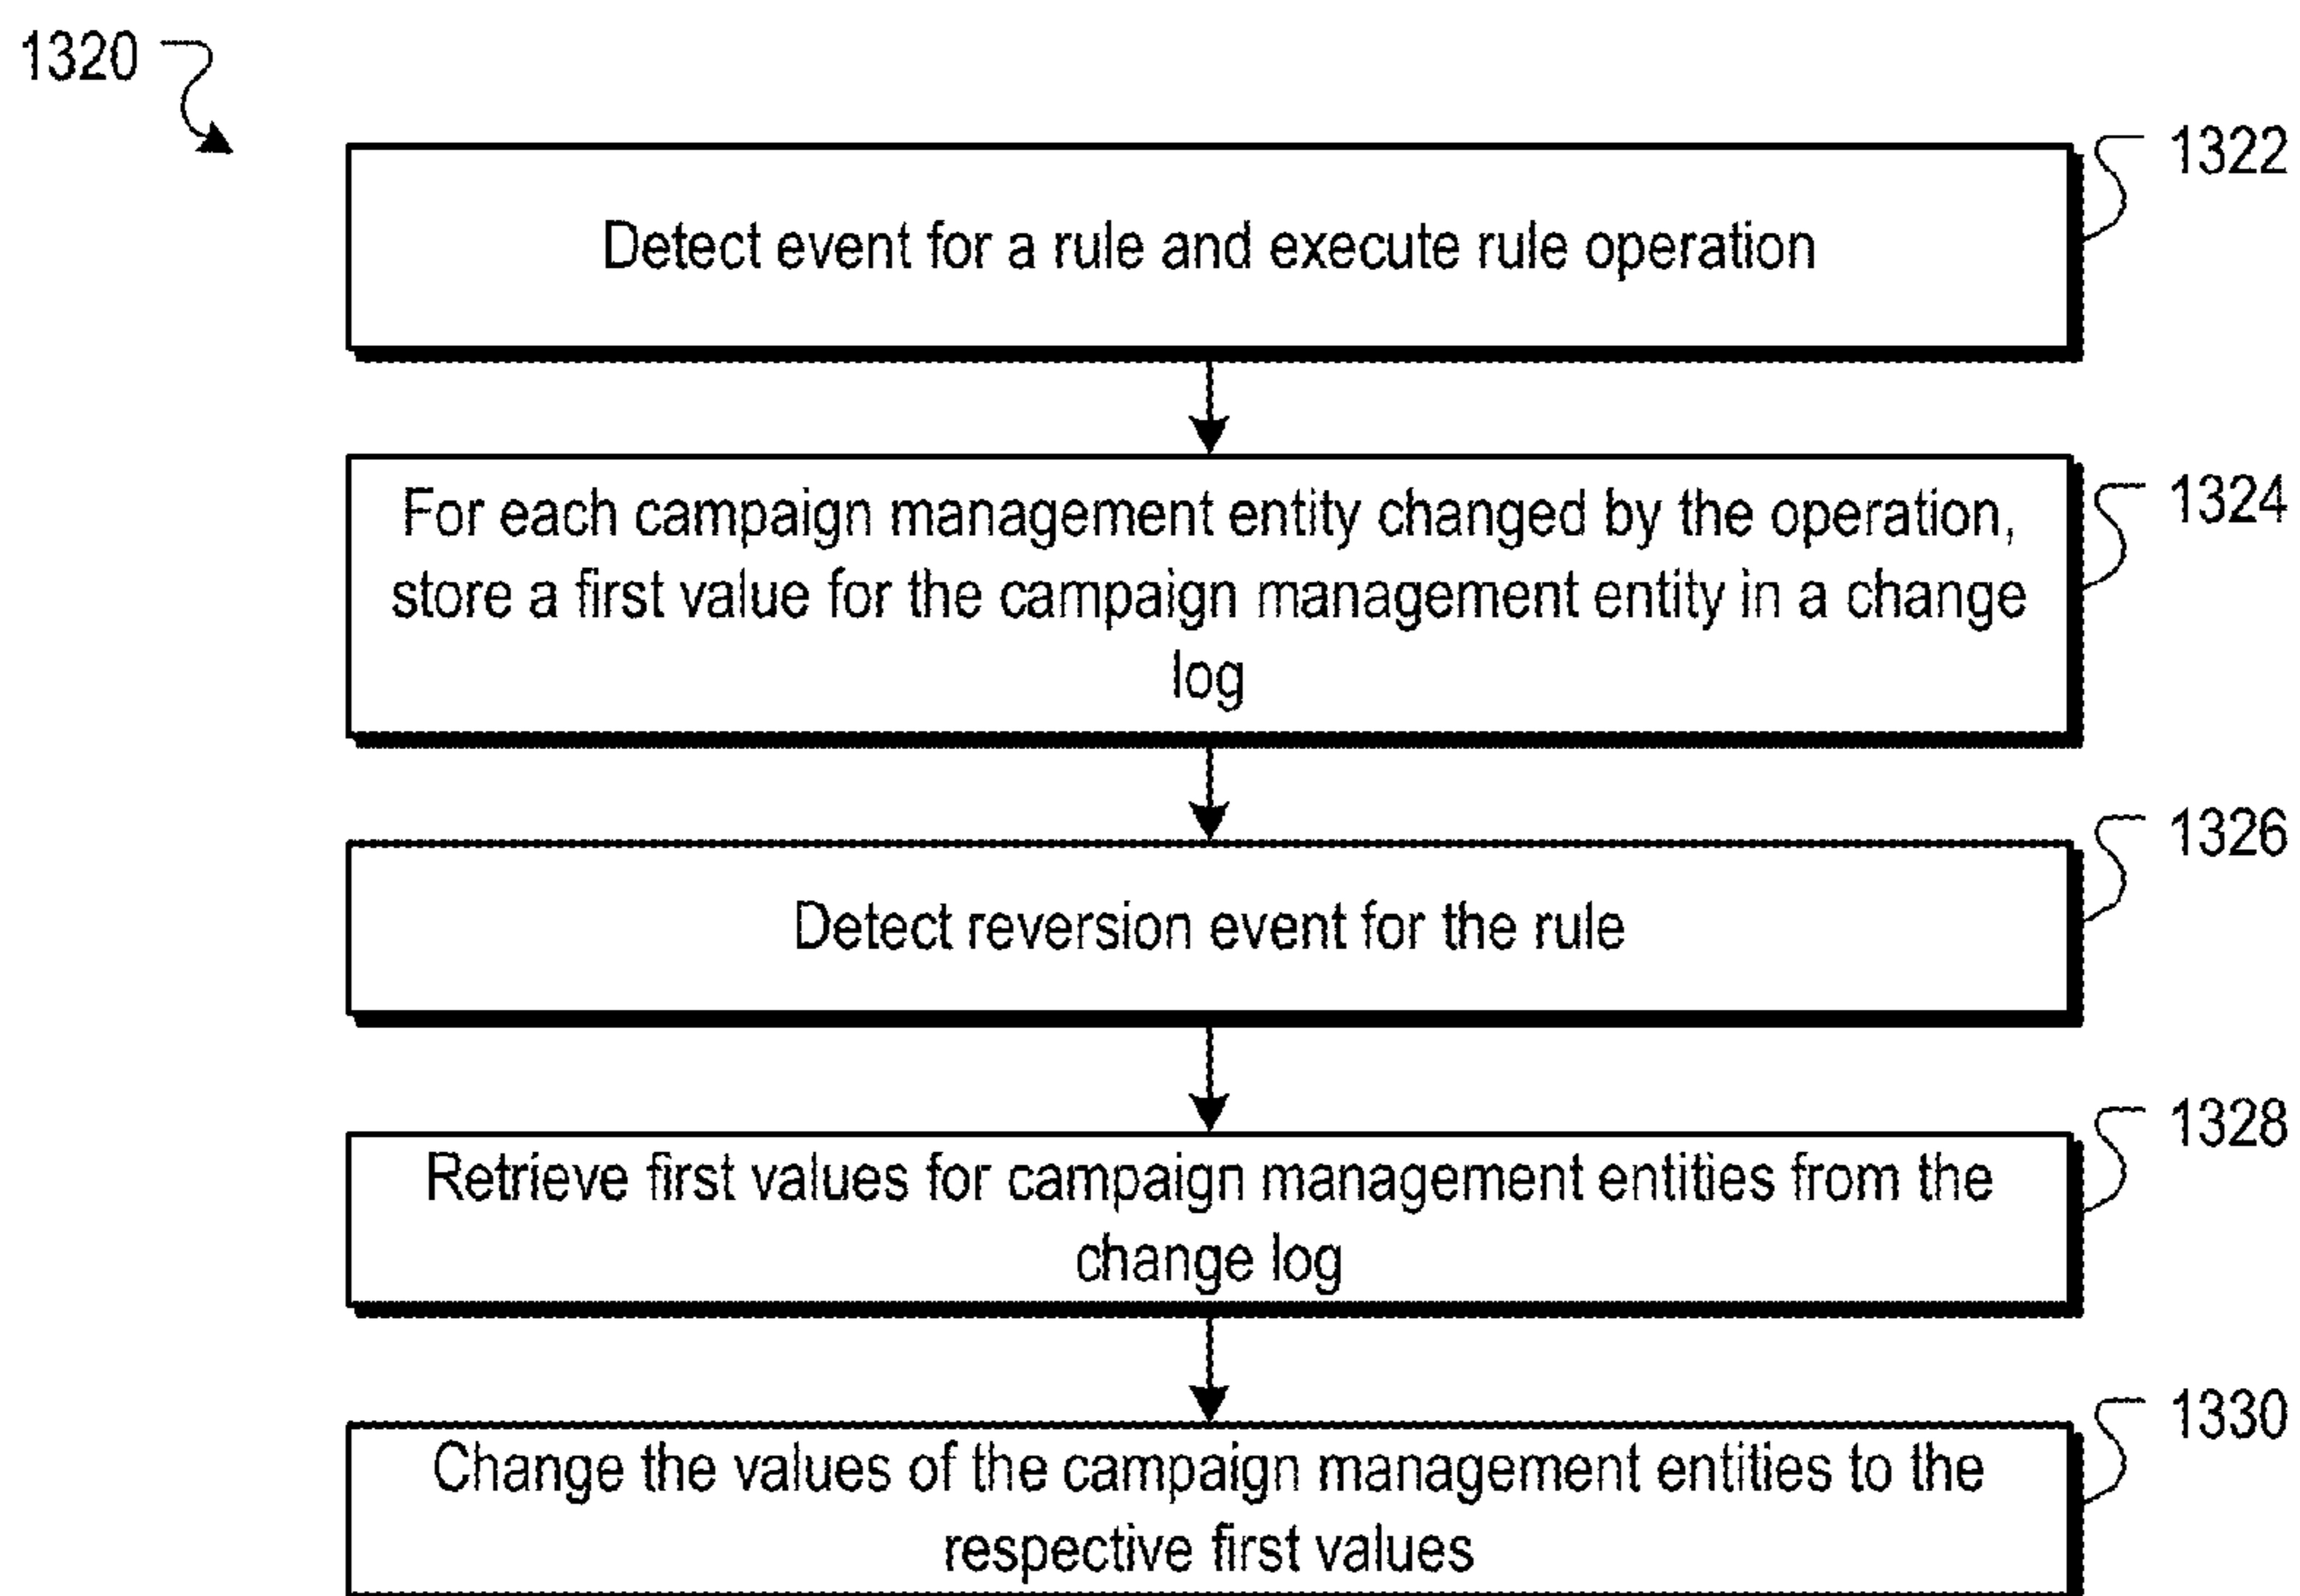 1320
1322
Detect event for a rule and execute rule operation
1324
For each campaign management entity changed by the operation,
store a first value for the campaign management entity in a change
log
1326
Detect reversion event for the rule
1328
Retrieve first values for campaign management entities from the
change log
1330
Change the values of the campaign management entities to the
respective first values